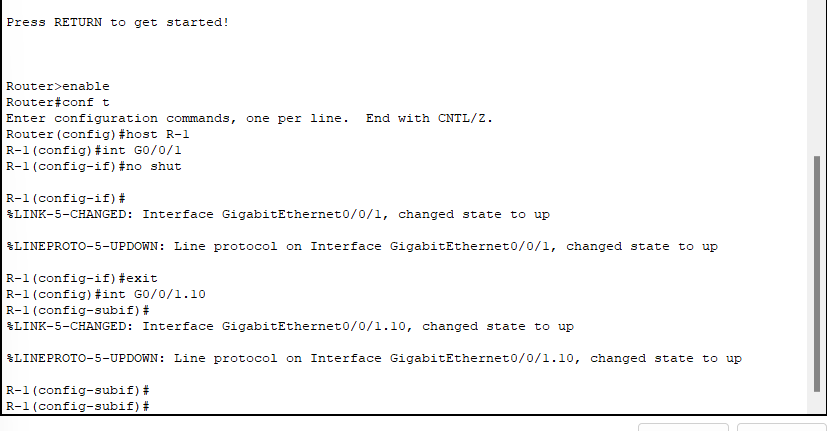 Press RETURN to get started!
Router>enable
Router#conf t
Enter configuration commands, one per line.  End with CNTL/Z.
Router(config)#host R-1
R-1(config)#int G0/0/1
R-1(config-if)#no shut
R-1(config-if)#
%LINK-5-CHANGED: Interface GigabitEthernet0/0/1, changed state to up
%LINEPROTO-5-UPDOWN: Line protocol on Interface GigabitEthernet0/0/1, changed state to up
R-1(config-if)#exit
R-1(config)#int G0/0/1.10
R-1(config-subif)#
%LINK-5-CHANGED: Interface GigabitEthernet0/0/1.10, changed state to up
%LINEPROTO-5-UPDOWN: Line protocol on Interface GigabitEthernet0/0/1.10, changed state to up
R-1(config-subif)#
R-1(config-subif)#